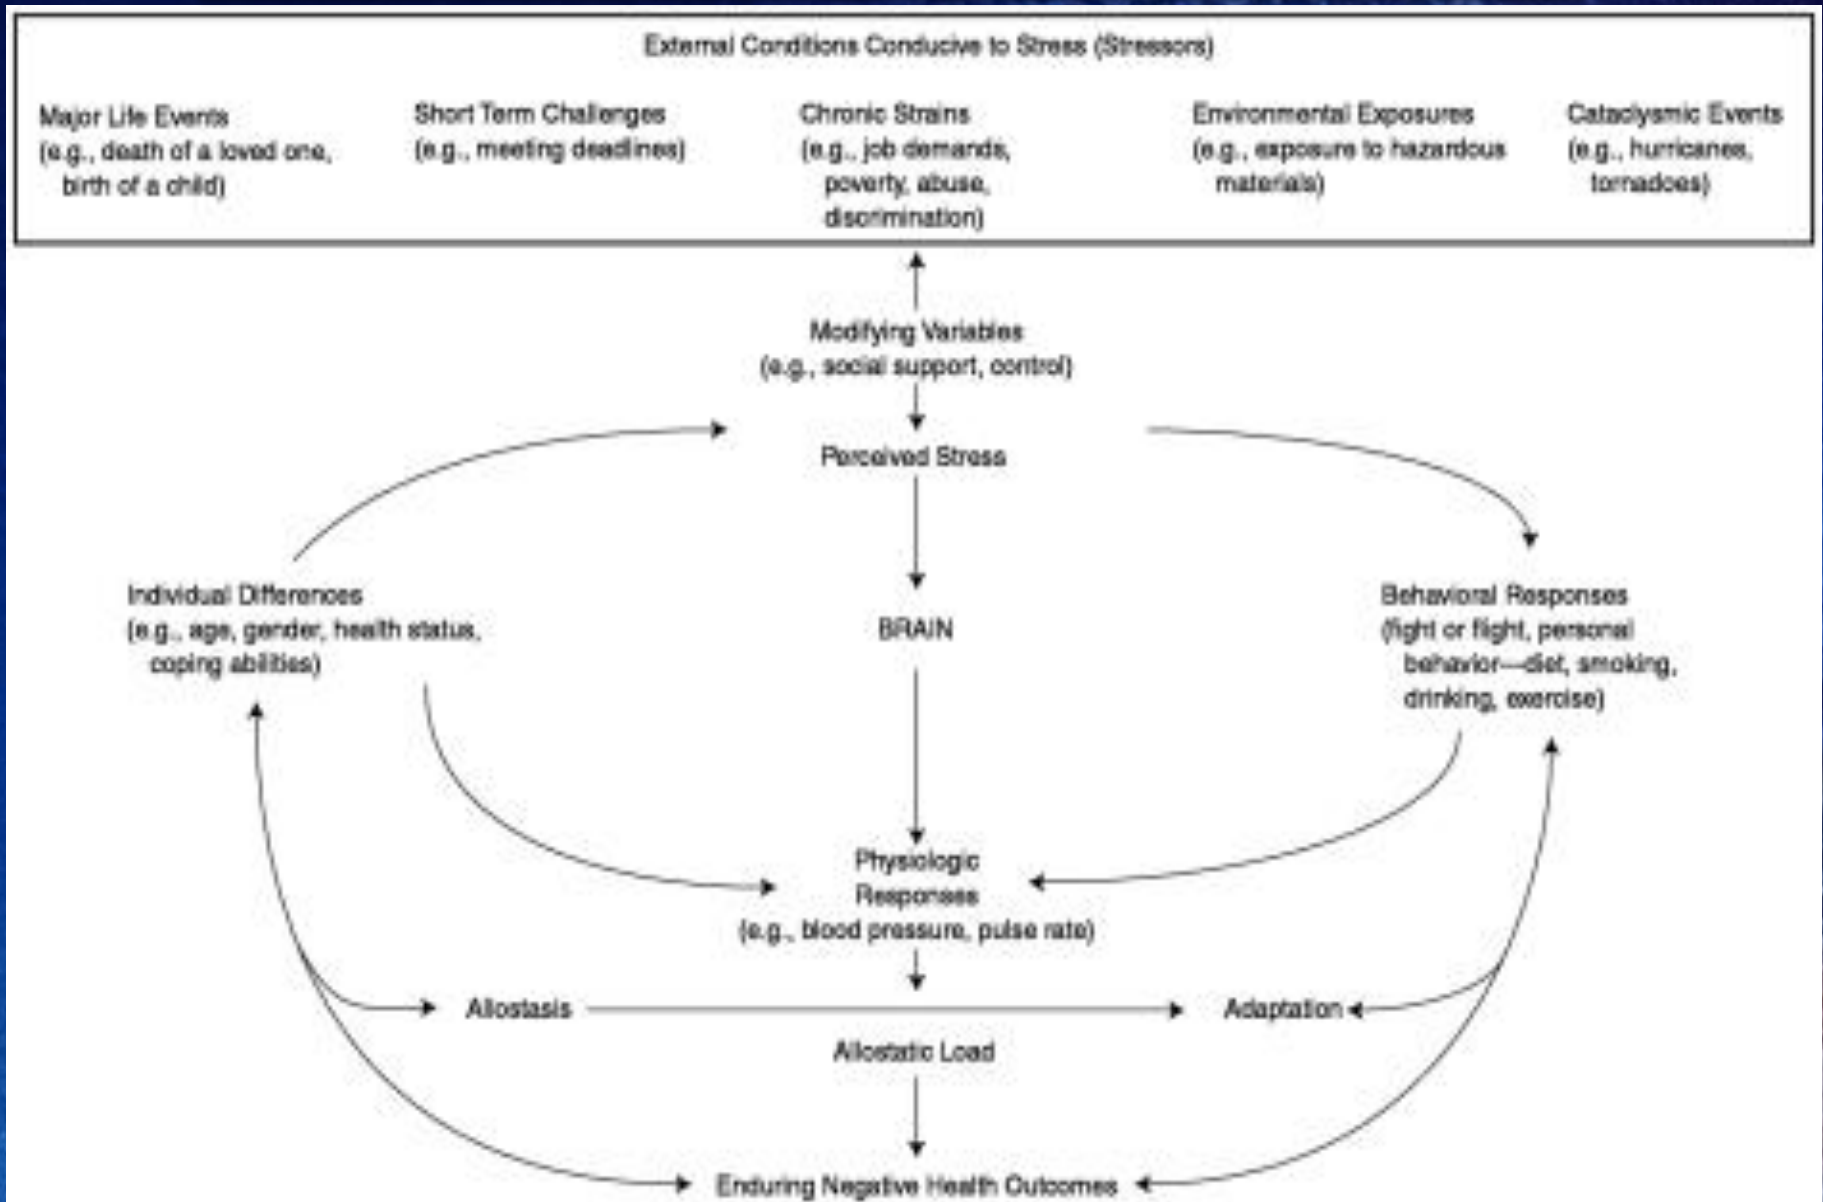 External Conditions Conducive to Stress (Stressors)
Major Life Events
(e.g., death of a loved one,
birth of a child)
Short Term Challenges
(e.g., meeting deadlines)
Chronic Strains
(e.g., job demands,
poverty, abuse,
discrimination)
Environmental Exposures
(e.g., exposure to hazardous
materials)
Cataclysmic Events
(e.g., hurricanes,
tornadoes)
Modifying Variables
(e.g., social support, control)
Perceived Stress
Individual Differences
(e.g., age, gender, health status,
coping abilities)
BRAIN
Behavioral Responses
(fight or flight, personal
behavior—diet, smoking,
drinking, exercise)
Physiologic
Responses
(e.g., blood pressure, pulse rate)
Allostasis
Adaptation
Allostatic Load
Enduring Negative Health Outcomes